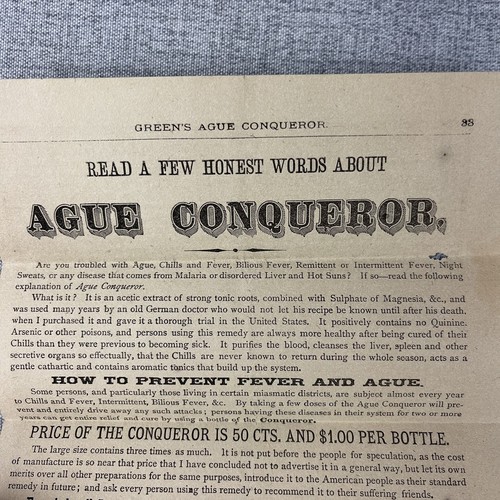 GREEN'S AGUE CONQUEROR. 33
READ A FEW HONEST WORDS ABOUT
AGUE CONQUEROR.
Are you troubled with Ague, Chills and Fever, Bilious Fever, Remittent or Intermittent Fever, Night
Sweats, or any disease that comes from Malaria or disordered Liver and Hot Suns? If so—read the following
explanation of Ague Conqueror.
What is it? It is an acetic extract of strong tonic roots, combined with Sulphate of Magnesia, &c., and
was used many years by an old German doctor who would not let his recipe be known until after his death.
when I purchased it and gave it a thorough trial in the United States. It positively contains no Quinine.
Arsenic or other poisons, and persons using this remedy are always more healthy after being cured of their
Chills than they were previous to becoming sick. It purifies the blood, cleanses the liver, spleen and other
secretive organs so effectually, that the Chills are never known to return during the whole season, acts as a
gentle cathartic and contains aromatic tonics that build up the system.
HOW TO PREVENT FEVER AND AGUE.
Some persons, and particularly those living in certain miasmatic districts, are subject almost every year
to Chills and Fever, Intermittent, Bilious Fever, &c. By taking a few doses of the Ague Conqueror will pre-
vent and entirely drive away any such attacks; persons having these diseases in their system for two or more
years can get entire relief and cure by using a bottle of the Conqueror.
PRICE OF THE CONQUEROR IS 50 CTS. AND $1.00 PER BOTTLE.
The large size contains three times as much. It is not put before the people for speculation, as the cost
of manufacture is so near that price that I have concluded not to advertise it in a general way, but let its own
merits over all other preparations for the same purposes, introduce it to the American people as their standard
remedy in future; and ask every person using this remedy to recommend it to their suffering friends.